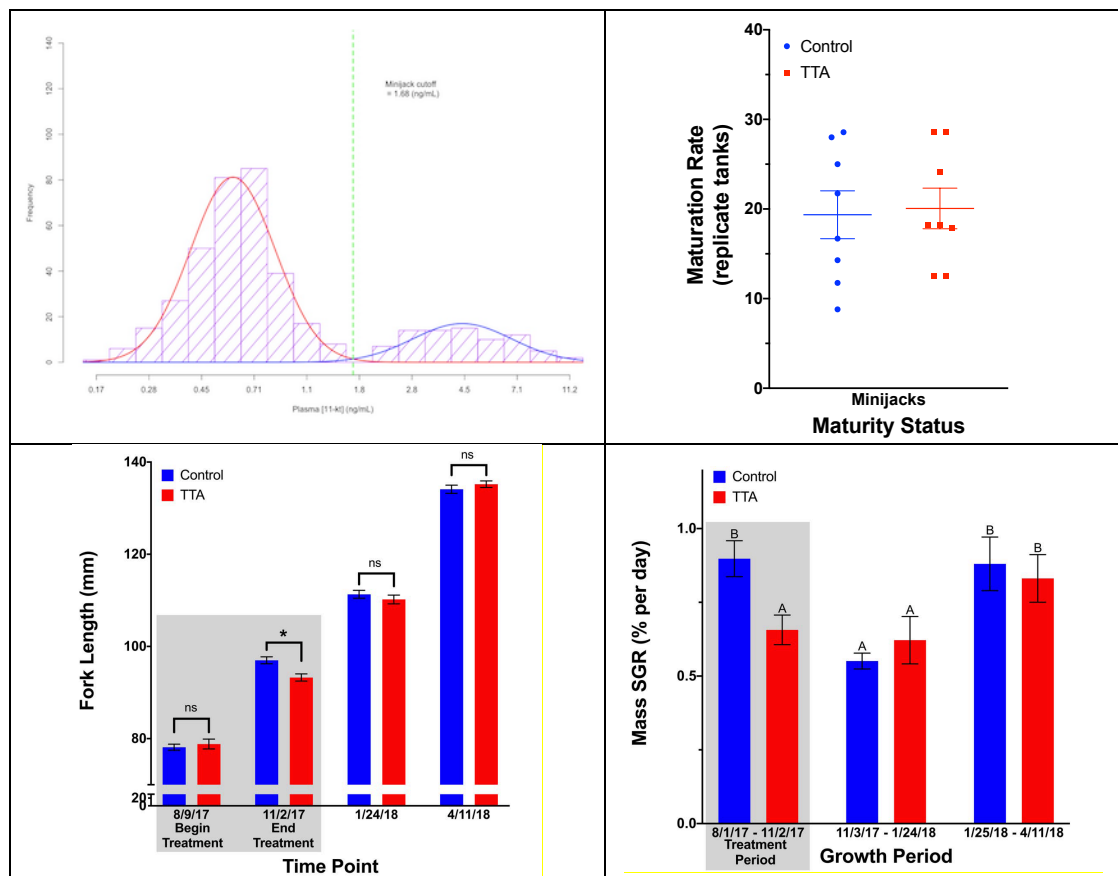 140
120
100
80
60
40
20
0
Frequency
Minijack cutoff
= 1.68 (ng/mL)
0.17 0.28 0.45 0.71 1.1 1.8 2.8 4.5 7.1 11.2
Plasma [11-kt] (ng/mL)
40
30
20
10
0
Maturation Rate
(replicate tanks)
Control
TTA
Minijacks
Maturity Status
140
120
100
80
20
0
Fork Length (mm)
Control
TTA
ns
*
ns
ns
8/9/17 11/2/17 1/24/18 4/11/18
Begin End
Treatment Treatment
Time Point
1.0
0.5
0.0
Mass SGR (% per day)
Control
TTA
B
A
A
A
B
B
8/1/17 - 11/2/17 11/3/17 - 1/24/18 1/25/18 - 4/11/18
Treatment
Period
Growth Period